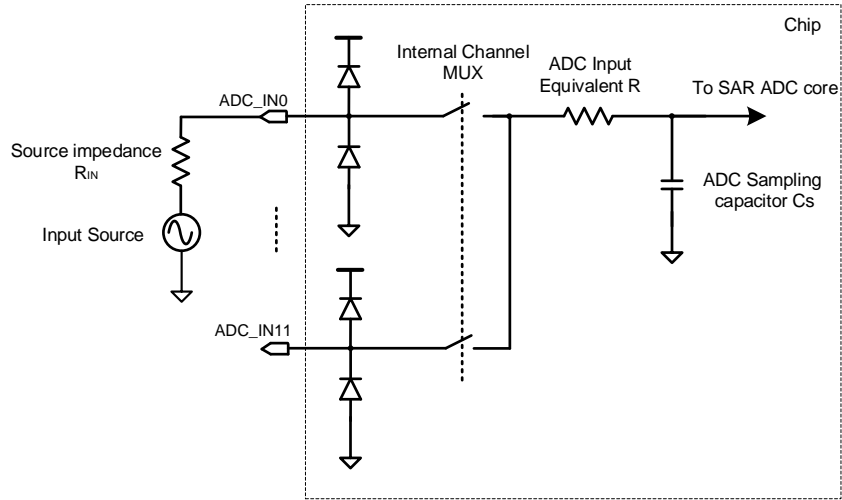 Chip
Internal Channel
MUX
ADC Input
Equivalent R
To SAR ADC core
ADC_IN0
Source impedance
RIN
ADC Sampling
capacitor Cs
Input Source
ADC_IN11